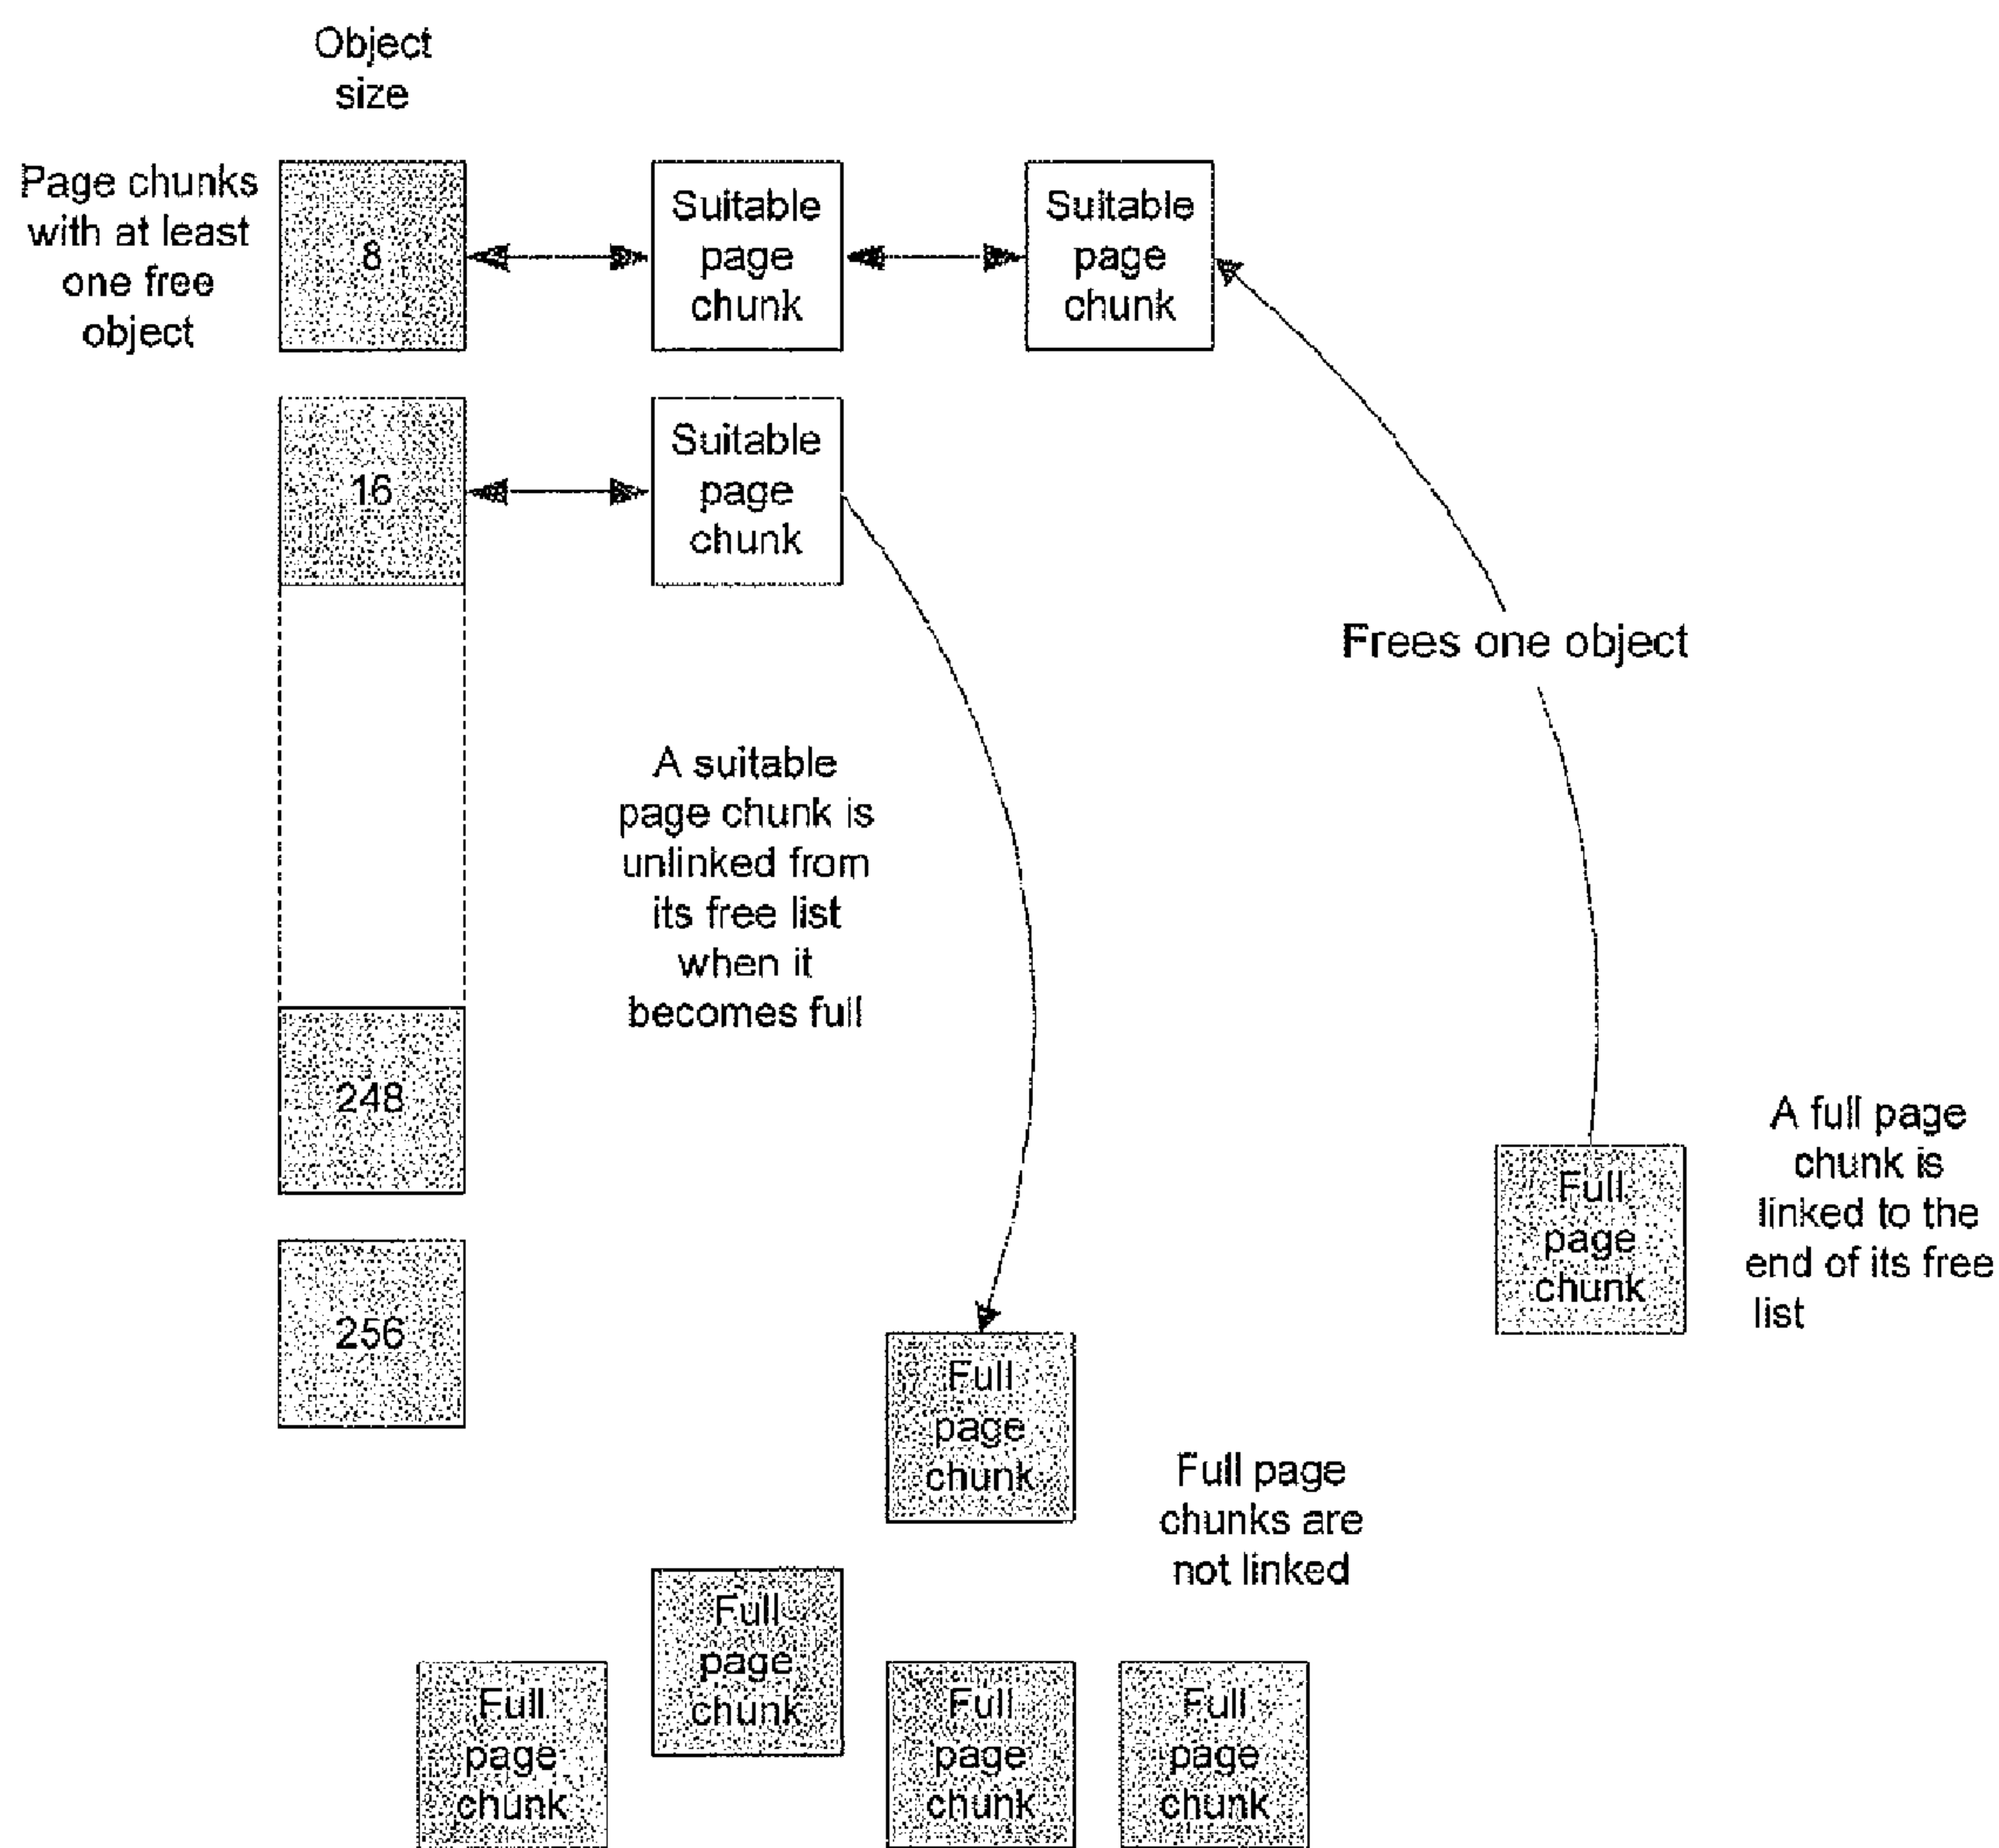 Object
size
Page chunks
with at least
one free
object
8
Suitable
page
chunk
Suitable
page
chunk
16
Suitable
page
chunk
Frees one object
A suitable
page chunk is
unlinked from
its free list
when it
becomes full
248
A full page
chunk is
linked to the
end of its free
list
Full
page
chunk
256
Full
page
chunk
Full page
chunks are
not linked
Full
page
chunk
Full
page
chunk
Full
page
chunk
Full
page
chunk